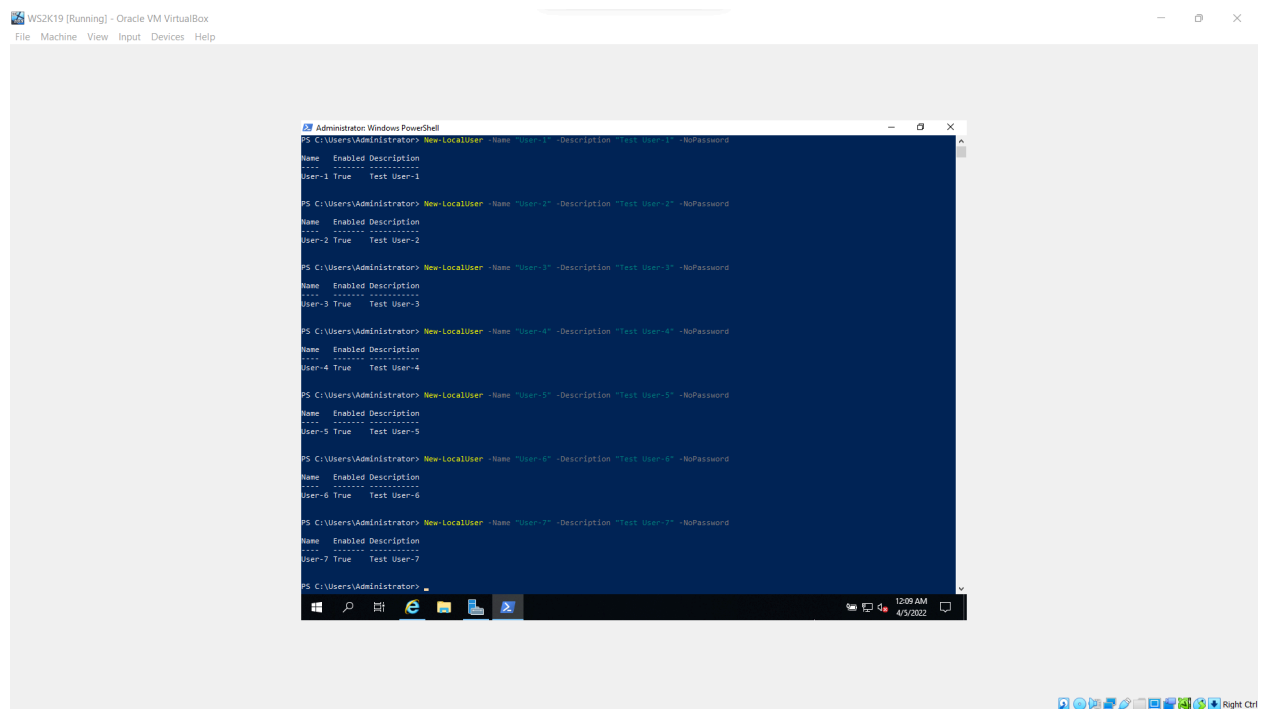 WS2K19 [Running] - Oracle VM VirtualBox
File Machine View Input Devices Help
Administrator: Windows PowerShell
PS C:\Users\Administrator> New-LocalUser -Name "User-1" -Description "Test User-1" -NoPassword
Name Enabled Description
---- ------- -----------
User-1 True Test User-1
PS C:\Users\Administrator> New-LocalUser -Name "User-2" -Description "Test User-2" -NoPassword
Name Enabled Description
---- ------- -----------
User-2 True Test User-2
PS C:\Users\Administrator> New-LocalUser -Name "User-3" -Description "Test User-3" -NoPassword
Name Enabled Description
---- ------- -----------
User-3 True Test User-3
PS C:\Users\Administrator> New-LocalUser -Name "User-4" -Description "Test User-4" -NoPassword
Name Enabled Description
---- ------- -----------
User-4 True Test User-4
PS C:\Users\Administrator> New-LocalUser -Name "User-5" -Description "Test User-5" -NoPassword
Name Enabled Description
---- ------- -----------
User-5 True Test User-5
PS C:\Users\Administrator> New-LocalUser -Name "User-6" -Description "Test User-6" -NoPassword
Name Enabled Description
---- ------- -----------
User-6 True Test User-6
PS C:\Users\Administrator> New-LocalUser -Name "User-7" -Description "Test User-7" -NoPassword
Name Enabled Description
---- ------- -----------
User-7 True Test User-7
PS C:\Users\Administrator>
12:09 AM
4/5/2022
Right Ctrl